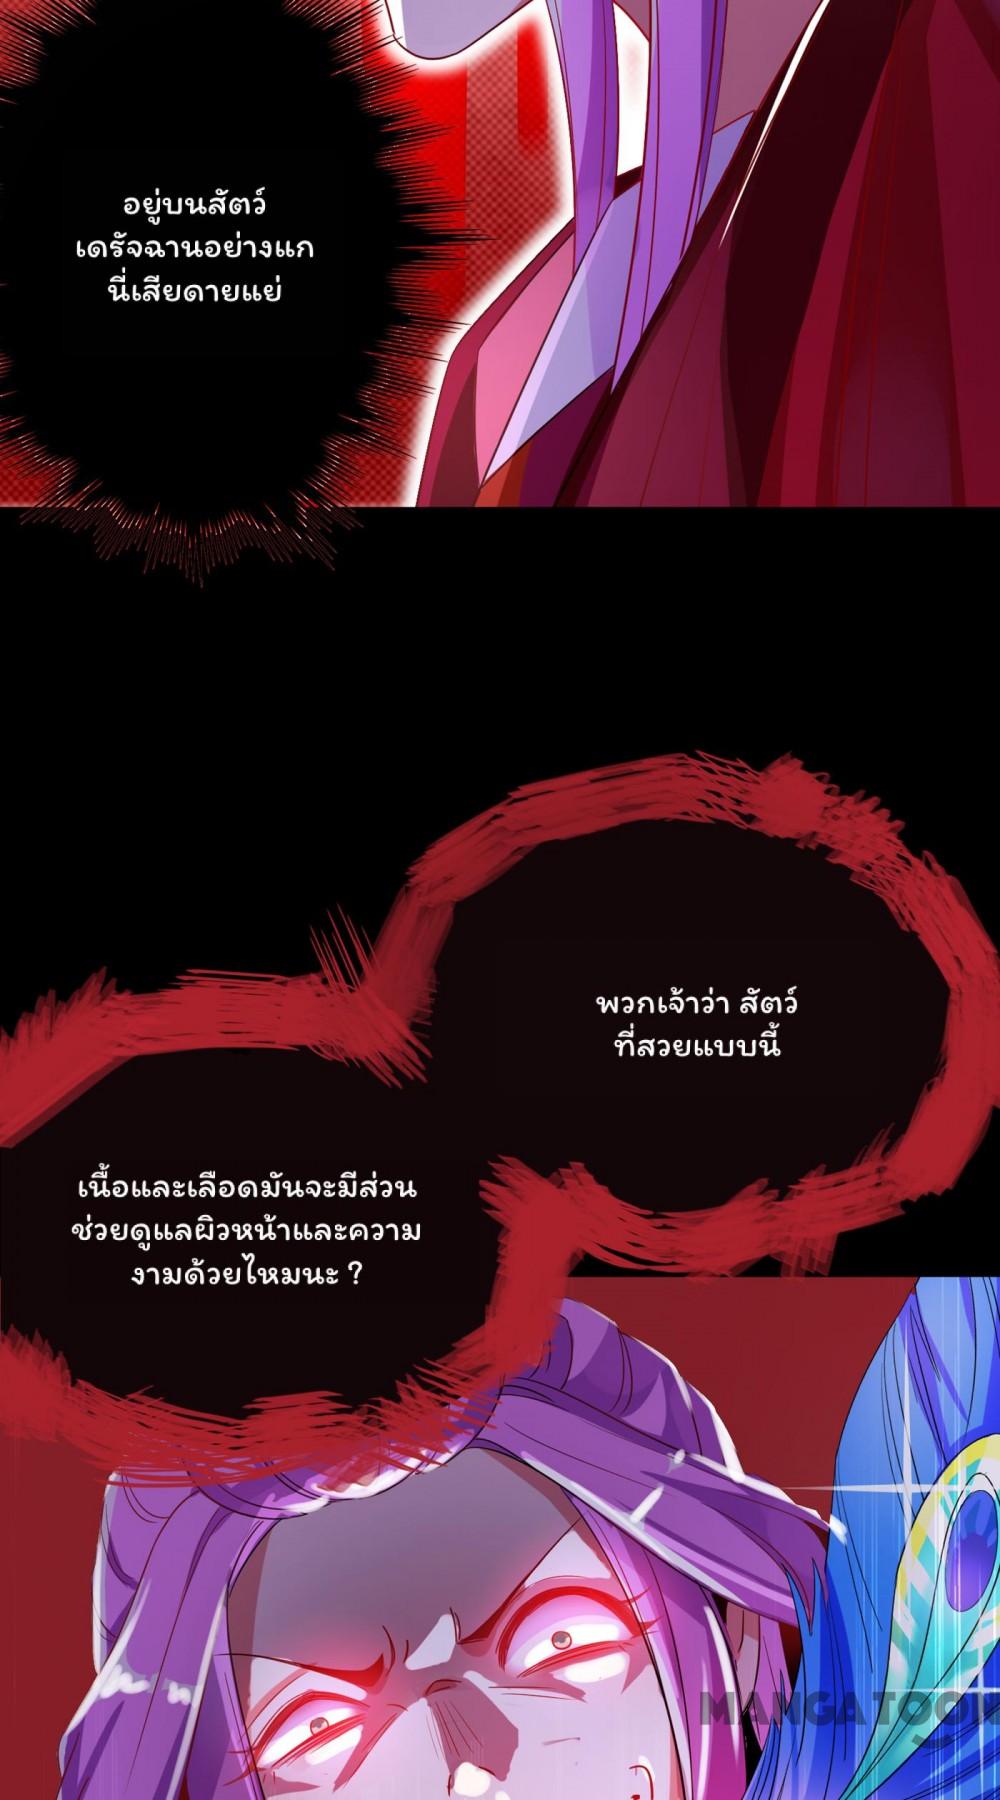 อยู่บนสัตว์
เดรัจฉานอย่างแก
นี่เสียดายแย่
พวกเจ้าว่า สัตว์
ที่สวยแบบนี้
เนื้อและเลือดมันจะมีส่วน
ช่วยดูแลผิวหน้าและความ
งามด้วยไหมนะ ?
MANGATOON